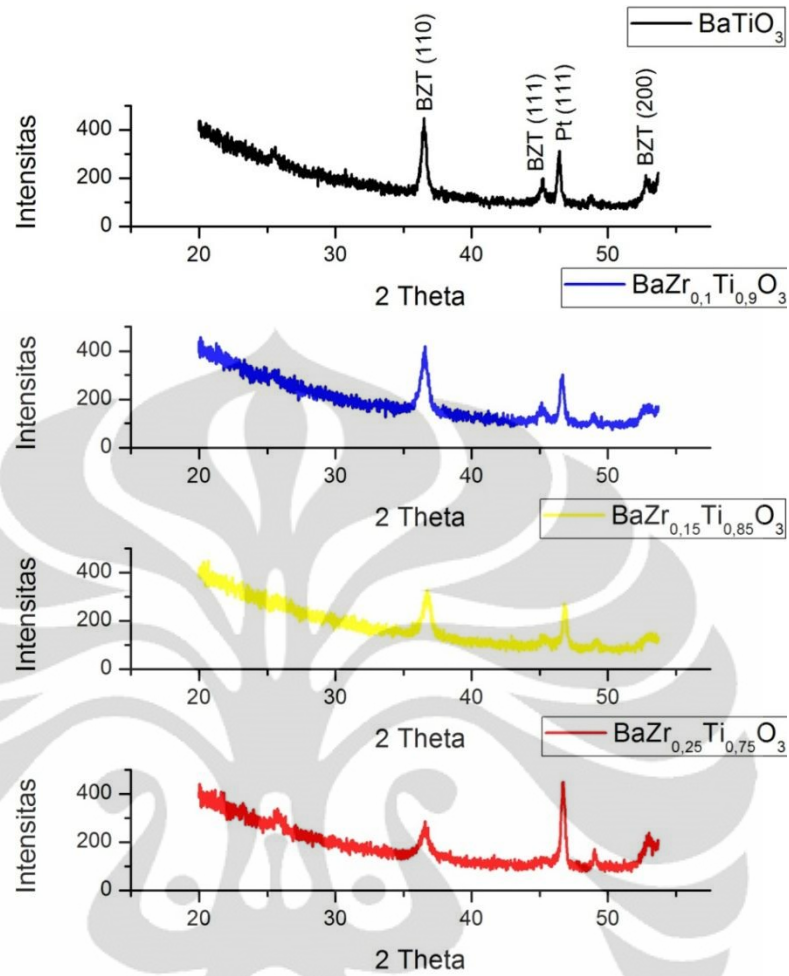 BaTiO3
BZT (110)
BZT (111)
Pt (111)
BZT (200)
Intensitas
400
200
0
20
30
40
50
2 Theta
BaZr0,1Ti0,9O3
Intensitas
400
200
0
20
30
40
50
2 Theta
BaZr0,15Ti0,85O3
Intensitas
400
200
0
20
30
40
50
2 Theta
BaZr0,25Ti0,75O3
Intensitas
400
200
0
20
30
40
50
2 Theta